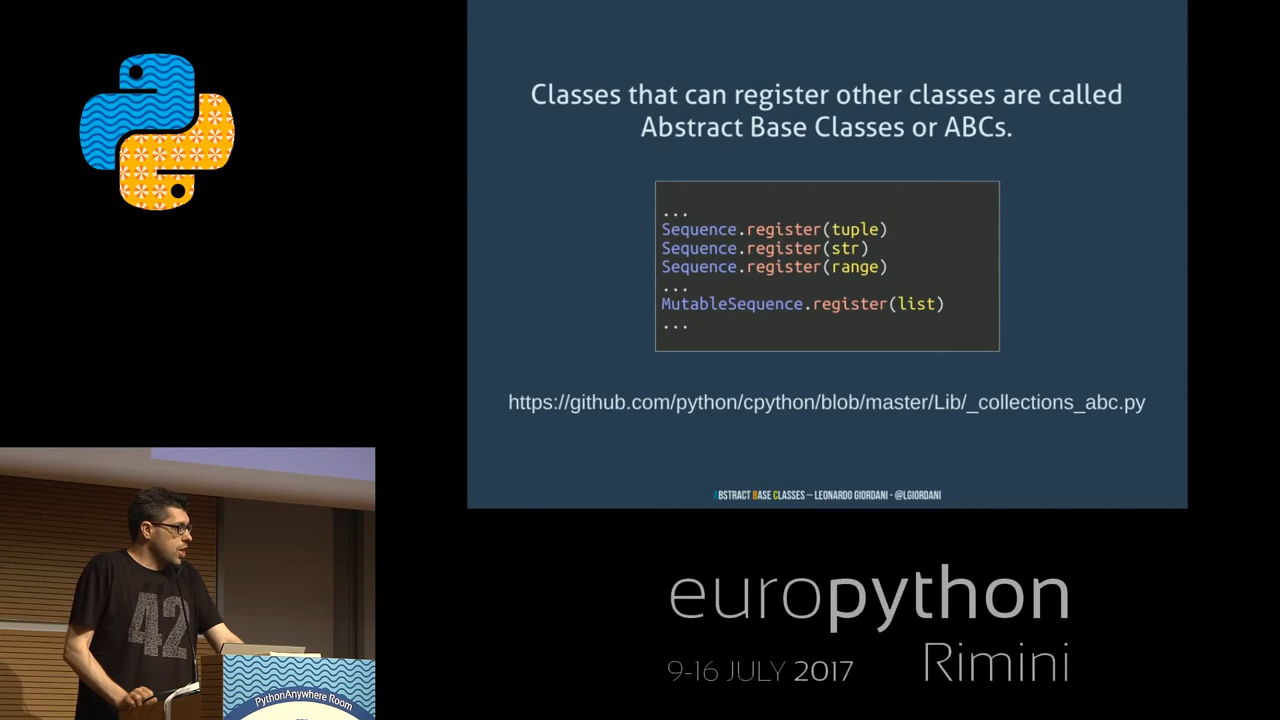 Classes that can register other classes are called
Abstract Base Classes or ABCs.
...
Sequence.register(tuple)
Sequence.register(str)
Sequence.register(range)
...
MutableSequence.register(list)
...
https://github.com/python/cpython/blob/master/Lib/_collections_abc.py
ABSTRACT BASE CLASSES – LEONARDO GIORDANI - @LGIORDANI
42
PythonAnywhere Room
europython
Rimini
9-16 JULY 2017